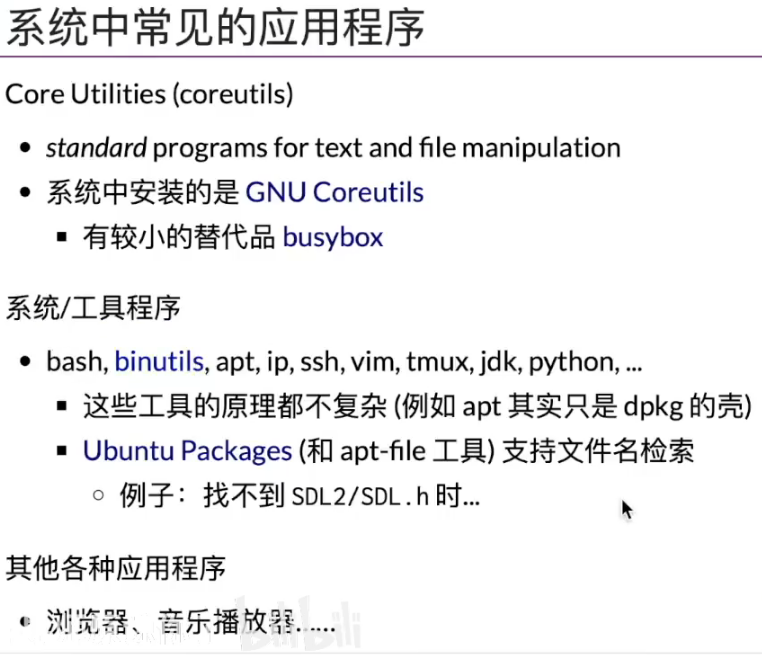 系统中常见的应用程序
Core Utilities (coreutils)
• standard programs for text and file manipulation
• 系统中安装的是 GNU Coreutils
▪ 有较小的替代品 busybox
系统/工具程序
• bash, binutils, apt, ip, ssh, vim, tmux, jdk, python, ...
▪ 这些工具的原理都不复杂 (例如 apt 其实只是 dpkg 的壳)
▪ Ubuntu Packages (和 apt-file 工具) 支持文件名检索
○ 例子：找不到 SDL2/SDL.h 时...
其他各种应用程序
• 浏览器、音乐播放器……
bilibili